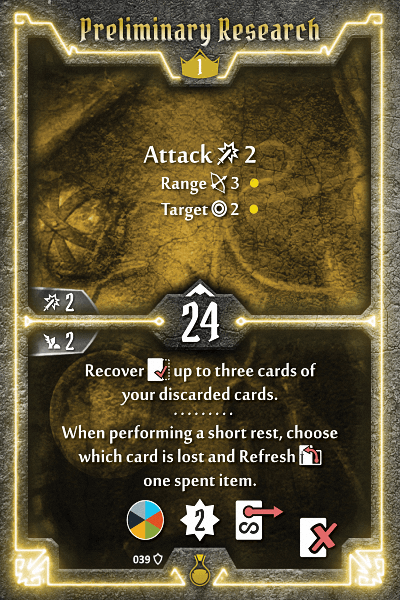 Preliminary Research
1
Attack 2
Range 3
Target 2
2
24
2
Recover up to three cards of
your discarded cards.
When performing a short rest, choose
which card is lost and Refresh
one spent item.
2
S
039